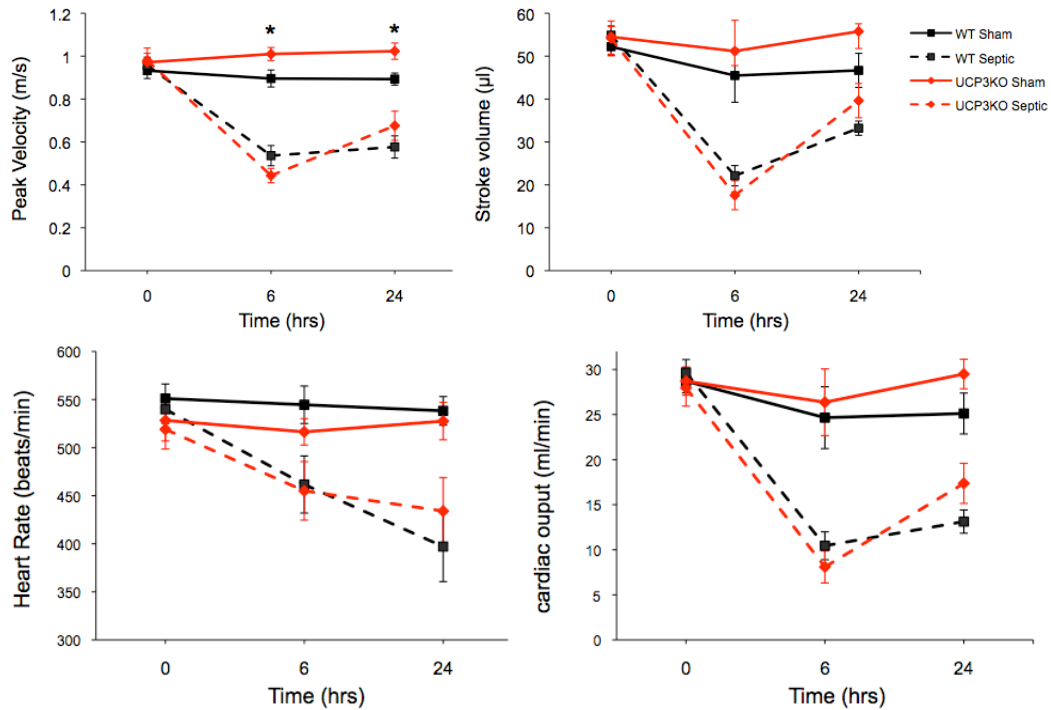 Peak Velocity (m/s)
1.2
1
0.8
0.6
0.4
0.2
0
* *
0 6 24
Time (hrs)
Stroke volume (µl)
60
50
40
30
20
10
0
0 6 24
Time (hrs)
WT Sham
WT Septic
UCP3KO Sham
UCP3KO Septic
Heart Rate (beats/min)
600
550
500
450
400
350
300
0 6 24
Time (hrs)
cardiac ouput (ml/min)
30
25
20
15
10
5
0
0 6 24
Time (hrs)